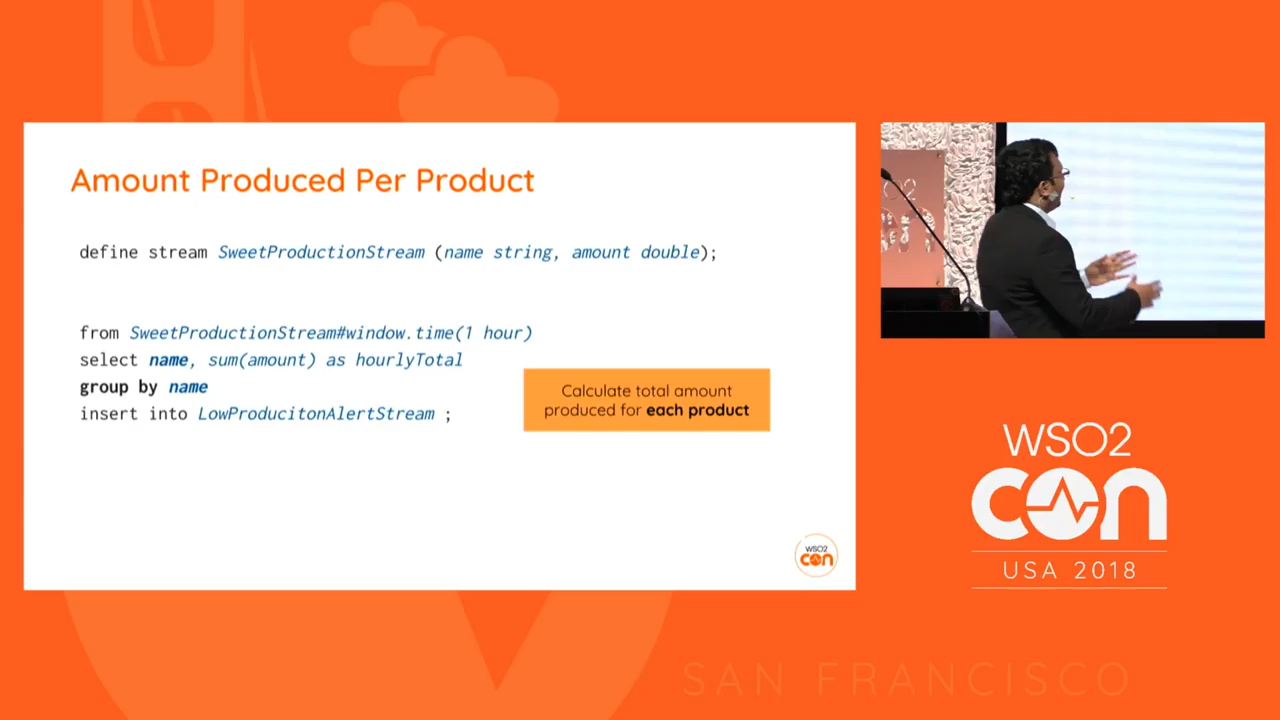 Amount Produced Per Product
define stream SweetProductionStream (name string, amount double);
from SweetProductionStream#window.time(1 hour)
select name, sum(amount) as hourlyTotal
group by name
insert into LowProducitonAlertStream ;
Calculate total amount
produced for each product
WSO2
con
WSO2
con
USA 2018
SAN FRANCISCO